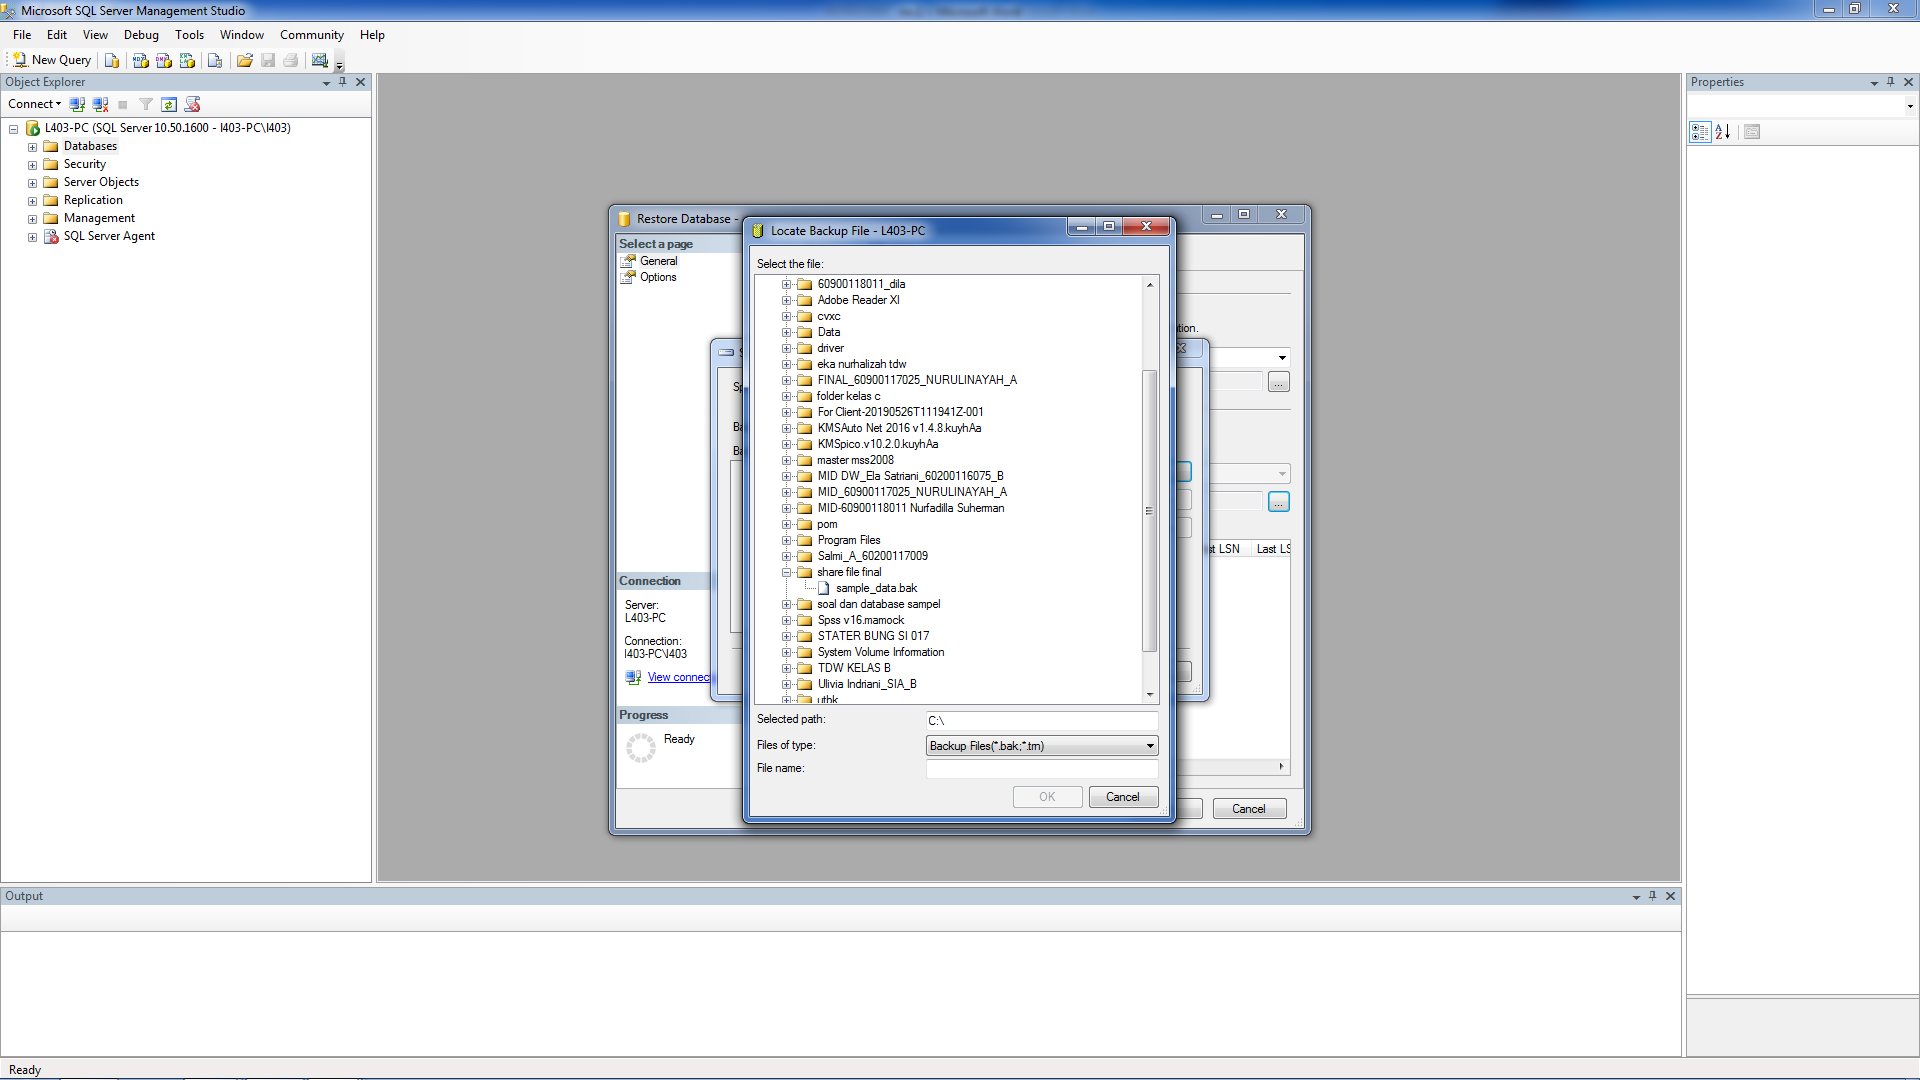 Microsoft SQL Server Management Studio
File Edit View Debug Tools Window Community Help
New Query
Object Explorer
Connect
L403-PC (SQL Server 10.50.1600 - l403-PC\l403)
Databases
Security
Server Objects
Replication
Management
SQL Server Agent
Restore Database -
Select a page
General
Options
Connection
Server:
L403-PC
Connection:
l403-PC\l403
View connec
Progress
Ready
Locate Backup File - L403-PC
Select the file:
60900118011_dila
Adobe Reader XI
cvxc
Data
driver
eka nurhalizah tdw
FINAL_60900117025_NURULINAYAH_A
folder kelas c
For Client-20190526T111941Z-001
KMSAuto Net 2016 v1.4.8.kuyhAa
KMSpico.v10.2.0.kuyhAa
master mss2008
MID DW_Ela Satriani_60200116075_B
MID_60900117025_NURULINAYAH_A
MID-60900118011 Nurfadilla Suherman
pom
Program Files
Salmi_A_60200117009
share file final
sample_data.bak
soal dan database sampel
Spss v16.mamock
STATER BUNG SI 017
System Volume Information
TDW KELAS B
Ulivia Indriani_SIA_B
utbk
Selected path: C:\
Files of type: Backup Files(*.bak;*.trn)
File name:
OK Cancel
tion.
...
...
st LSN Last LS
Cancel
Properties
Output
Ready